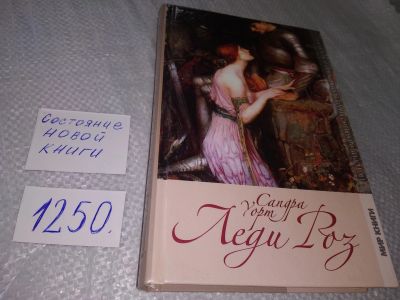 Состояние
НОВОЙ
КНИГИ
1250.
Сандра
Уорт
Леди Роз
МИР КНИГИ